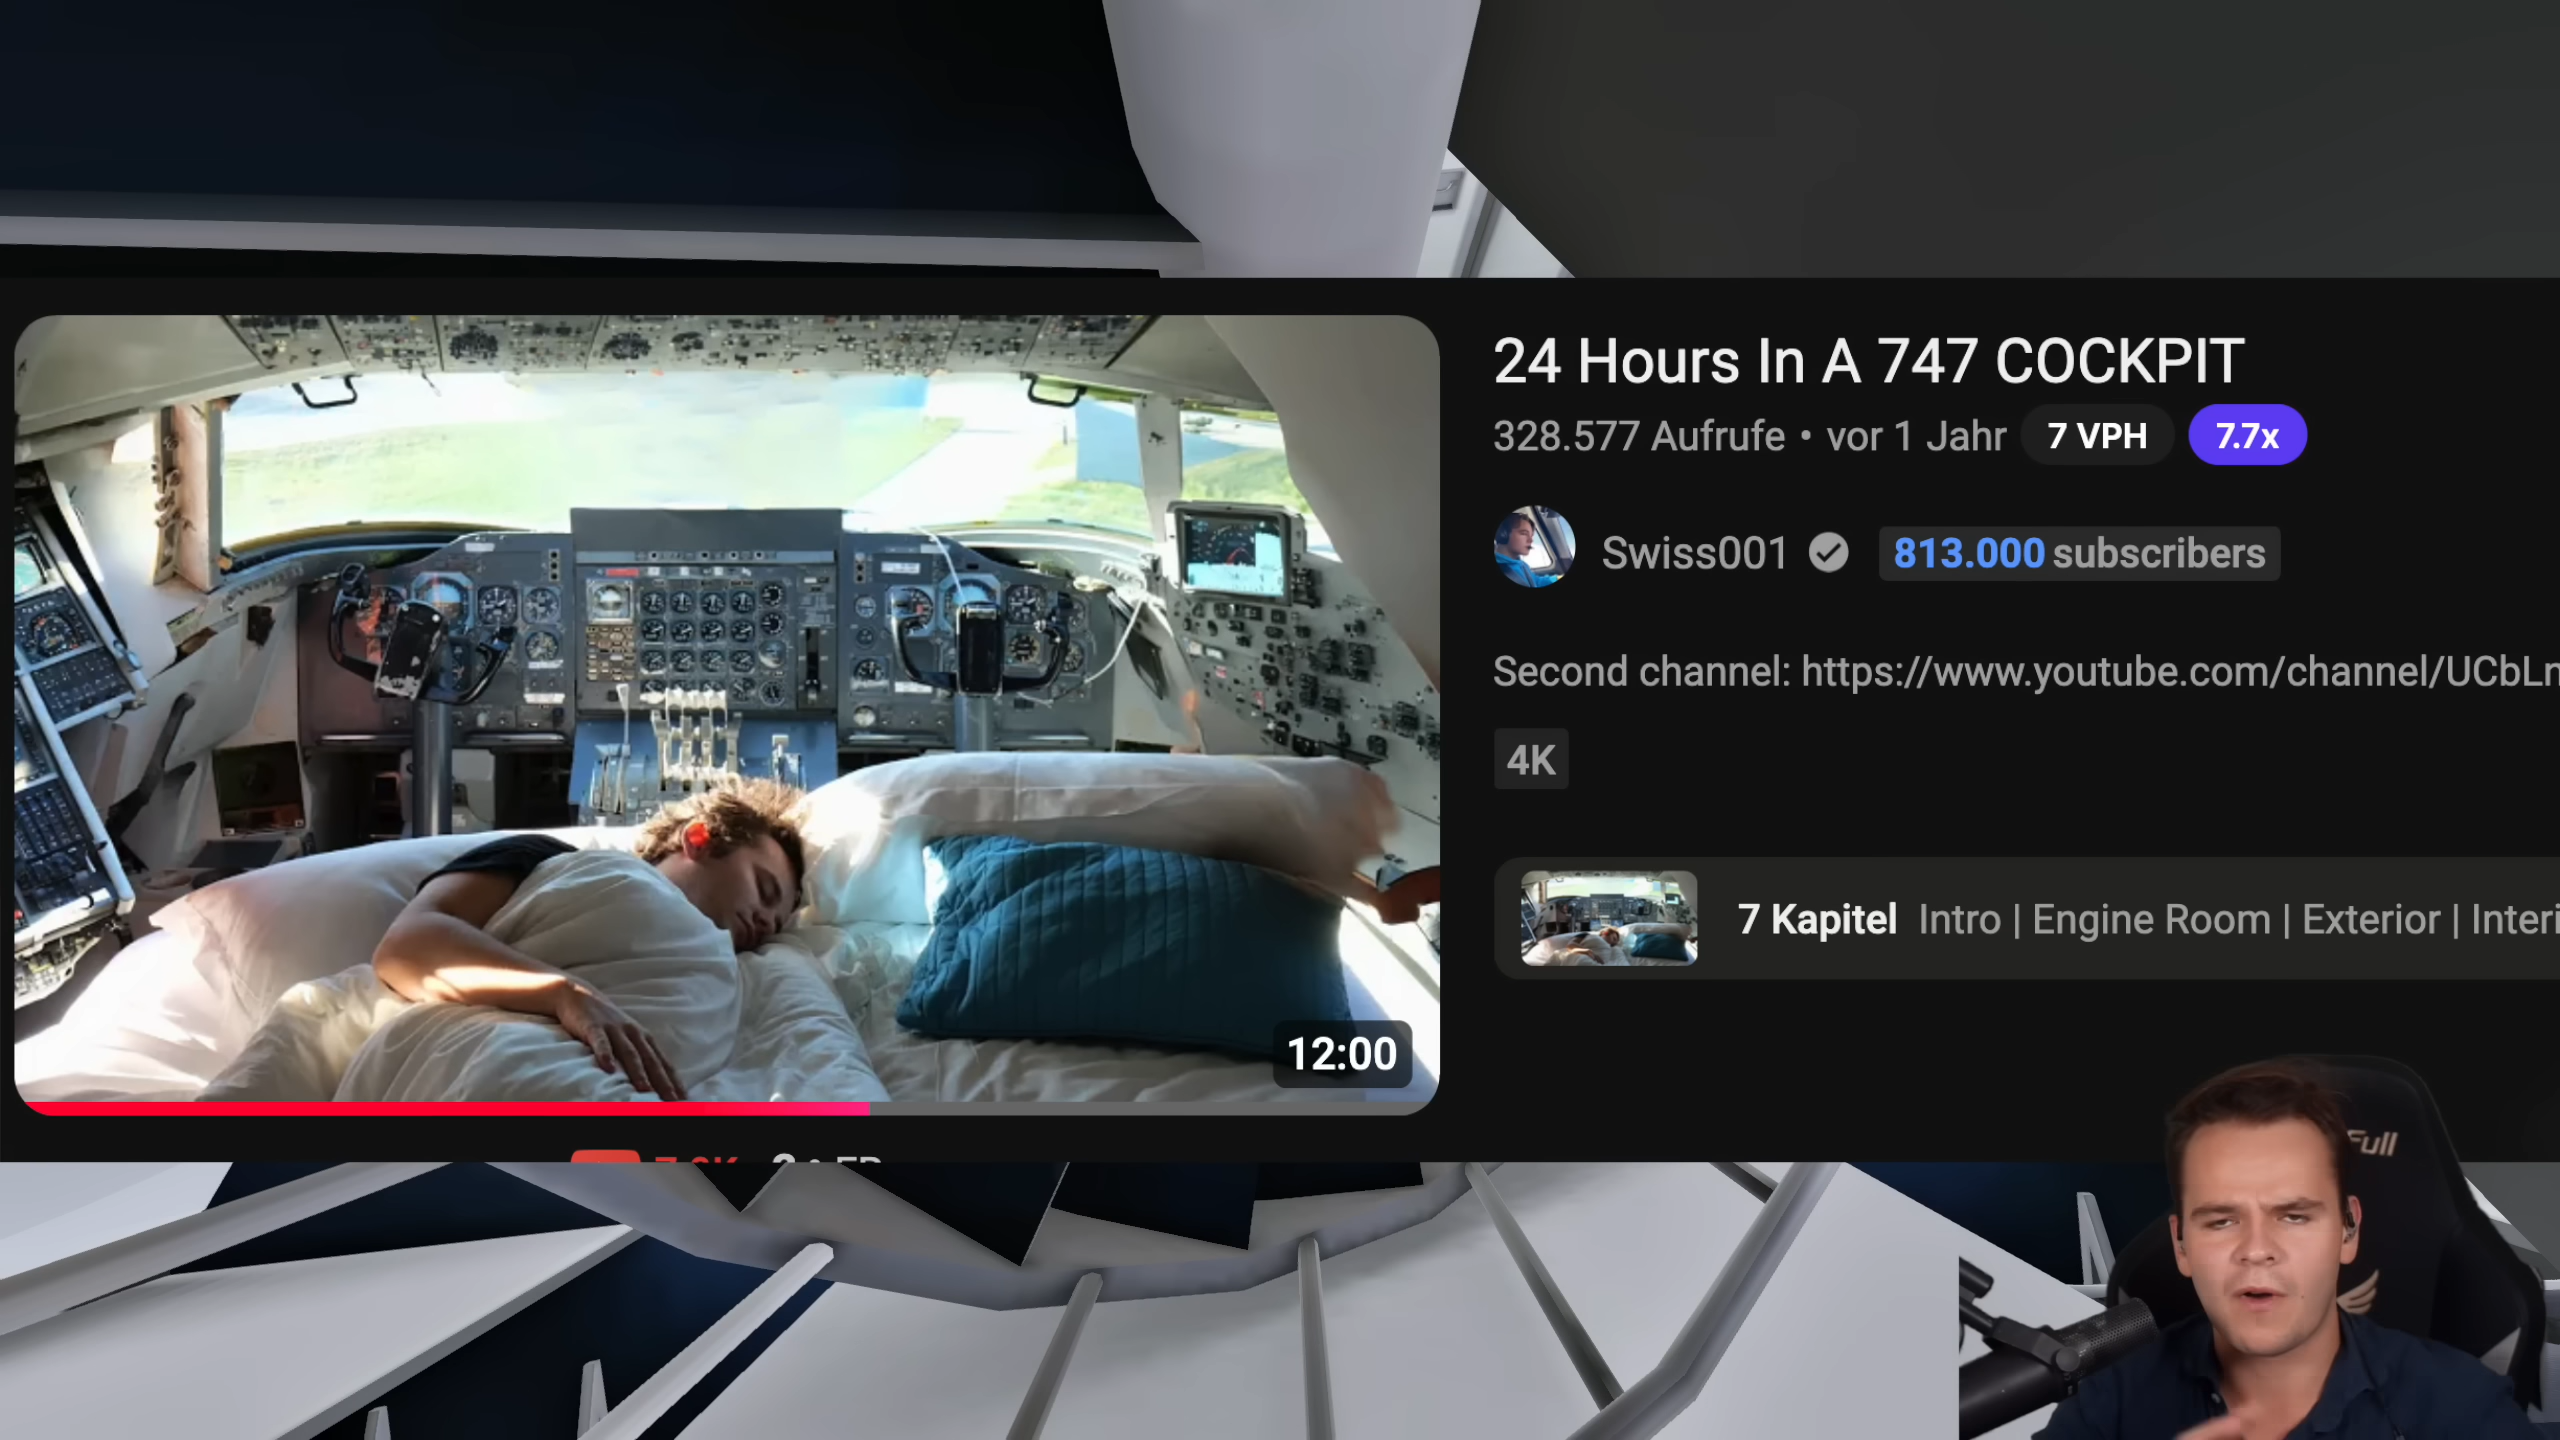 24 Hours In A 747 COCKPIT
328.577 Aufrufe • vor 1 Jahr 7 VPH 7.7x
Swiss001 813.000 subscribers
Second channel: https://www.youtube.com/channel/UCbLn
4K
7 Kapitel Intro | Engine Room | Exterior | Interi
12:00
Full